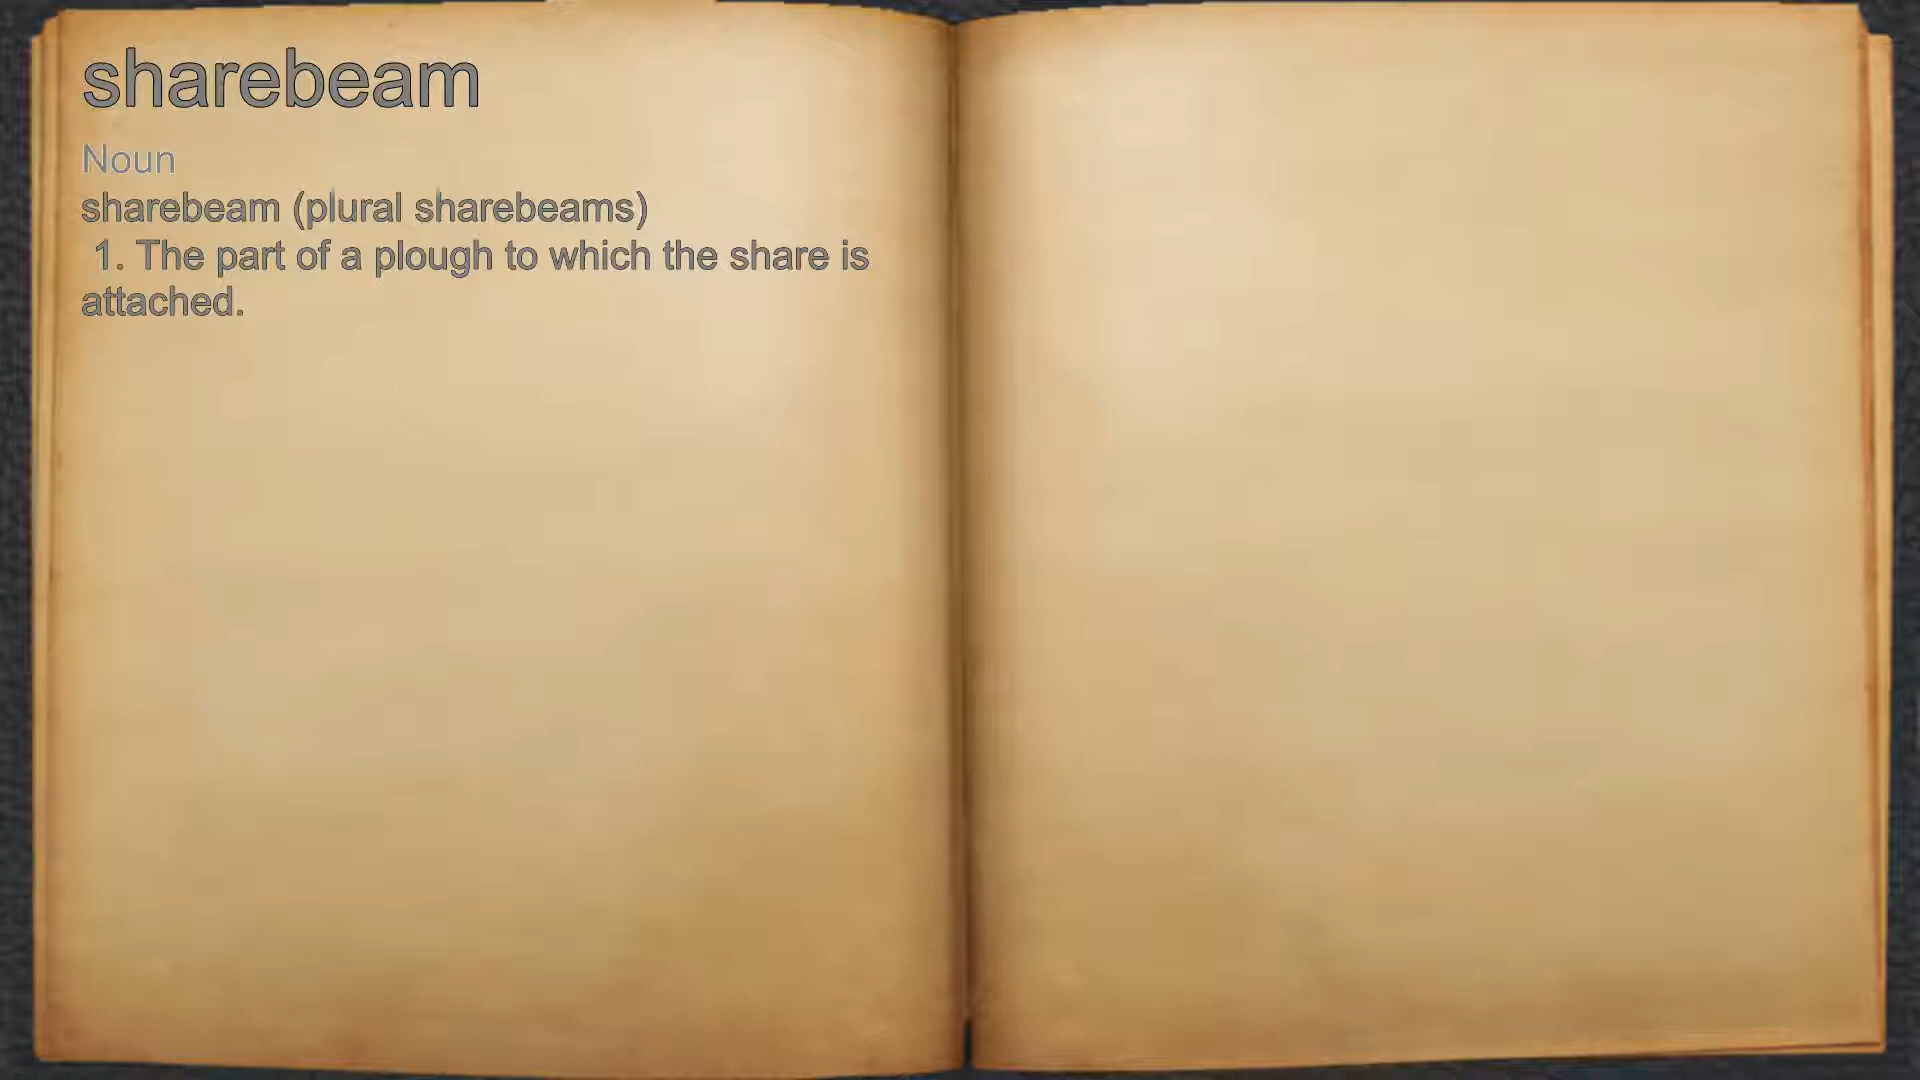 sharebeam
Noun
sharebeam (plural sharebeams)
1. The part of a plough to which the share is
attached.